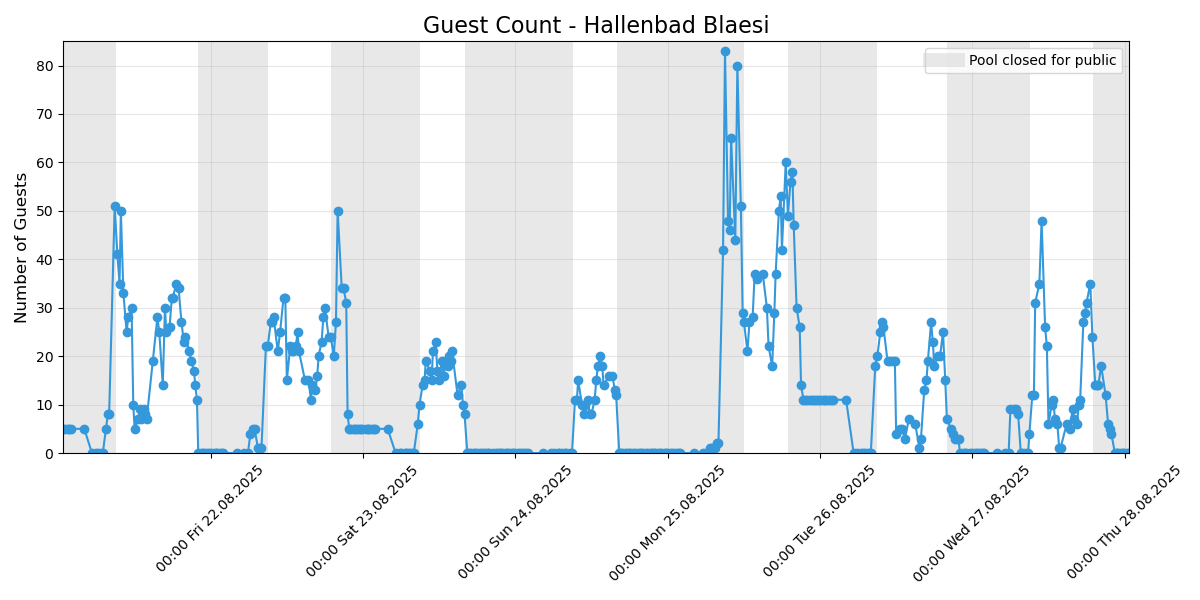 Guest Count - Hallenbad Blaesi
Pool closed for public
Number of Guests
80
70
60
50
40
30
20
10
0
00:00 Fri 22.08.2025
00:00 Sat 23.08.2025
00:00 Sun 24.08.2025
00:00 Mon 25.08.2025
00:00 Tue 26.08.2025
00:00 Wed 27.08.2025
00:00 Thu 28.08.2025